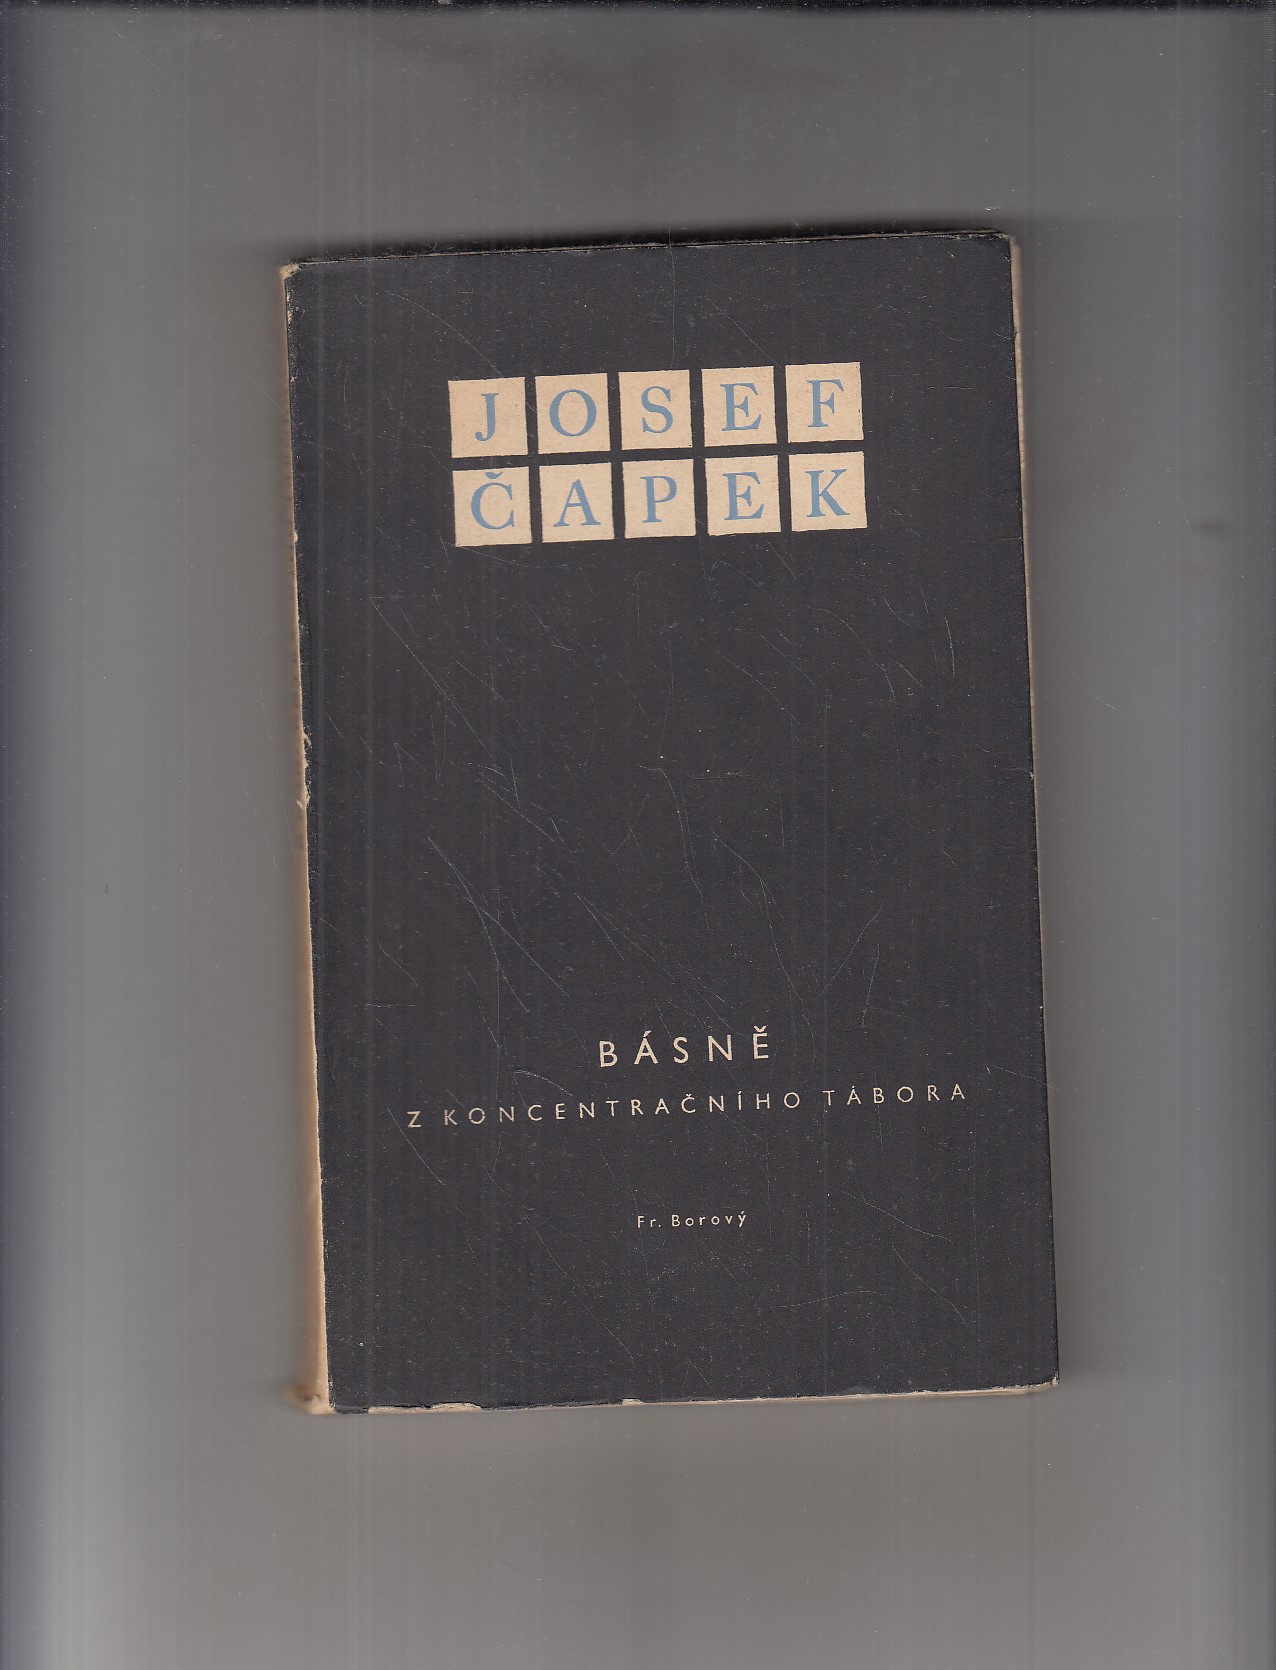 JOSEF
ČAPEK
BÁSNĚ
Z KONCENTRAČNÍHO TÁBORA
Fr. Borový